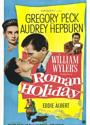 GREGORY PECK
AUDREY HEPBURN
WILLIAM WYLER'S
Roman
Holiday
EDDIE ALBERT